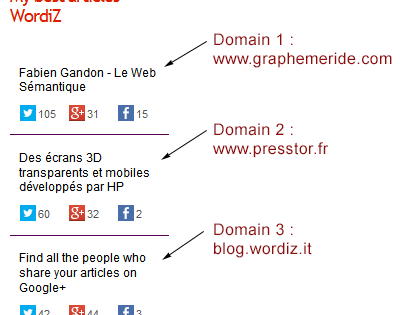 My best articles
WordiZ
Fabien Gandon - Le Web
Sémantique
105 31 15
Domain 1 :
www.graphemeride.com
Des écrans 3D
transparents et mobiles
développés par HP
60 32 2
Domain 2 :
www.presstor.fr
Find all the people who
share your articles on
Google+
42 44 3
Domain 3 :
blog.wordiz.it